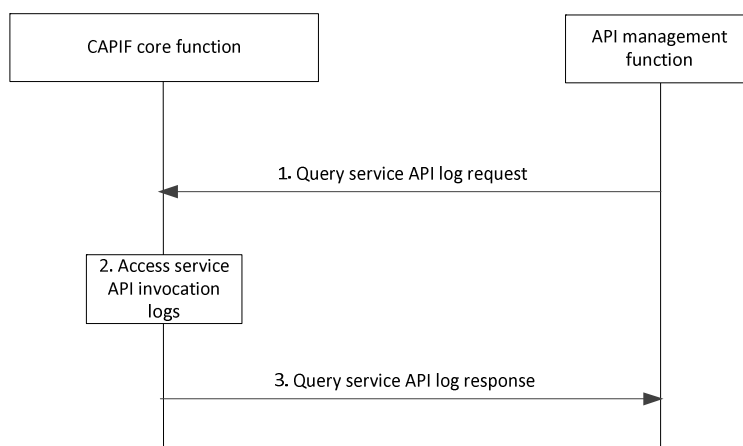 CAPIF core function
API management
function
1. Query service API log request
2. Access service
API invocation
logs
3. Query service API log response